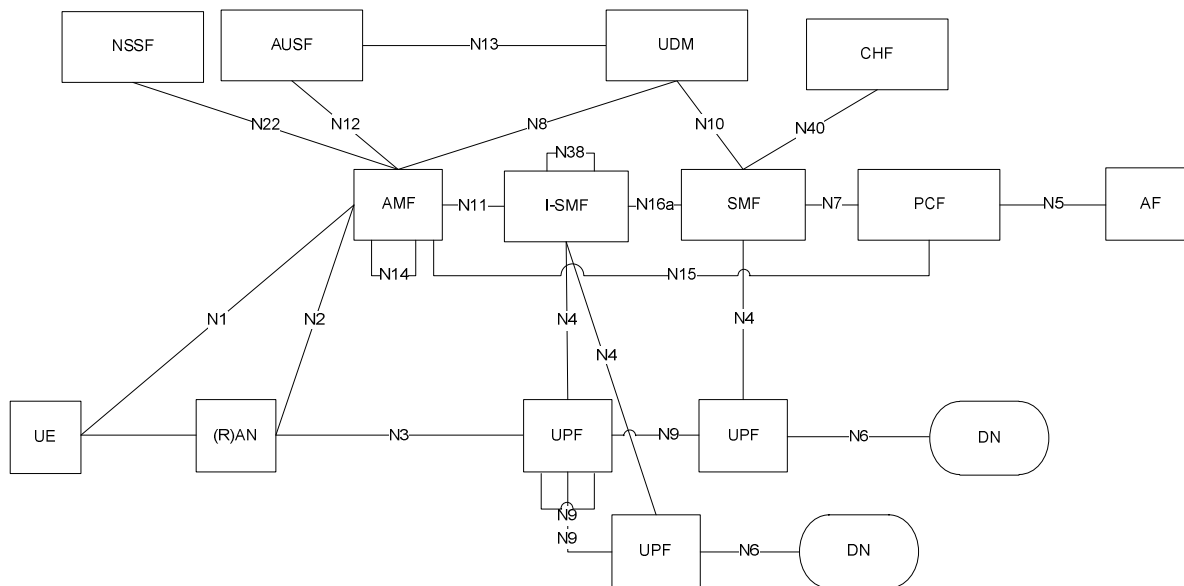 NSSF
AUSF
N13
UDM
CHF
N22
N12
N8
N10
N40
N38
AMF
N11
I-SMF
N16a
SMF
N7
PCF
N5
AF
N14
N15
N1
N2
N4
N4
N4
UE
(R)AN
N3
UPF
N9
UPF
N6
DN
N9
N9
UPF
N6
DN